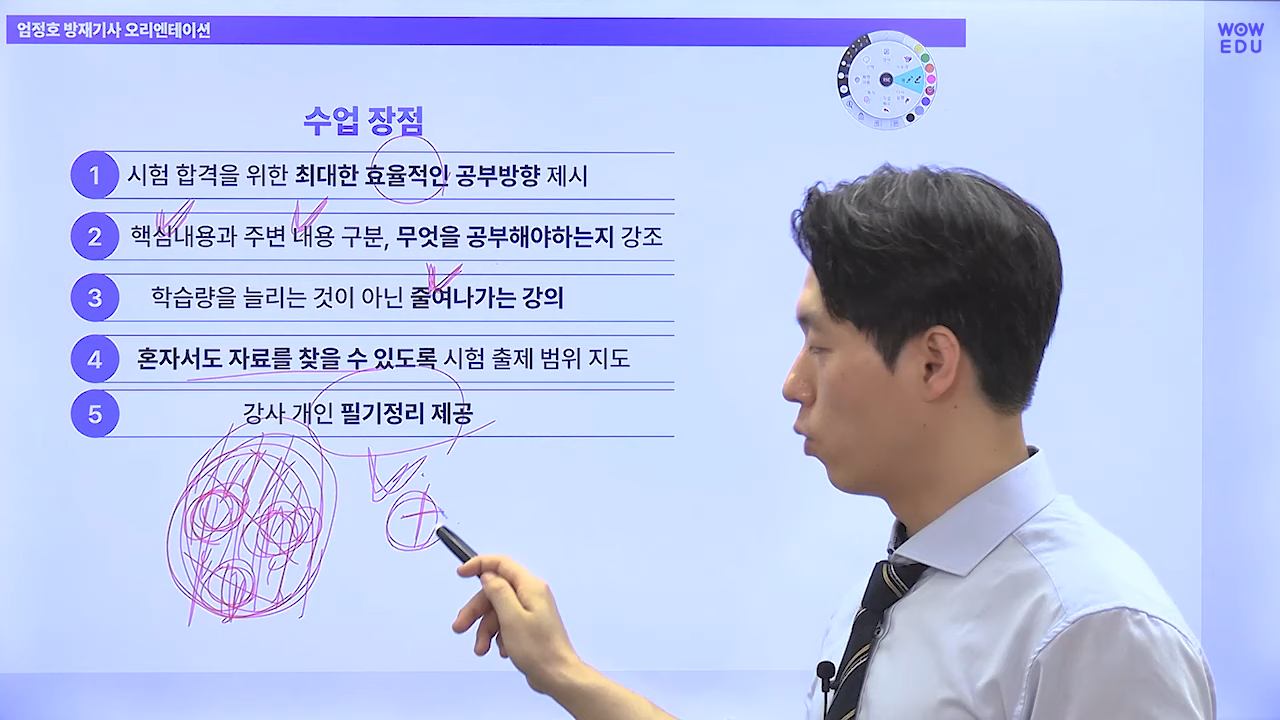 엄정호 방재기사 오리엔테이션
WOW
EDU
수업 장점
1 시험 합격을 위한 최대한 효율적인 공부방향 제시
2 핵심내용과 주변 내용 구분, 무엇을 공부해야하는지 강조
3 학습량을 늘리는 것이 아닌 줄여나가는 강의
4 혼자서도 자료를 찾을 수 있도록 시험 출제 범위 지도
5 강사 개인 필기정리 제공